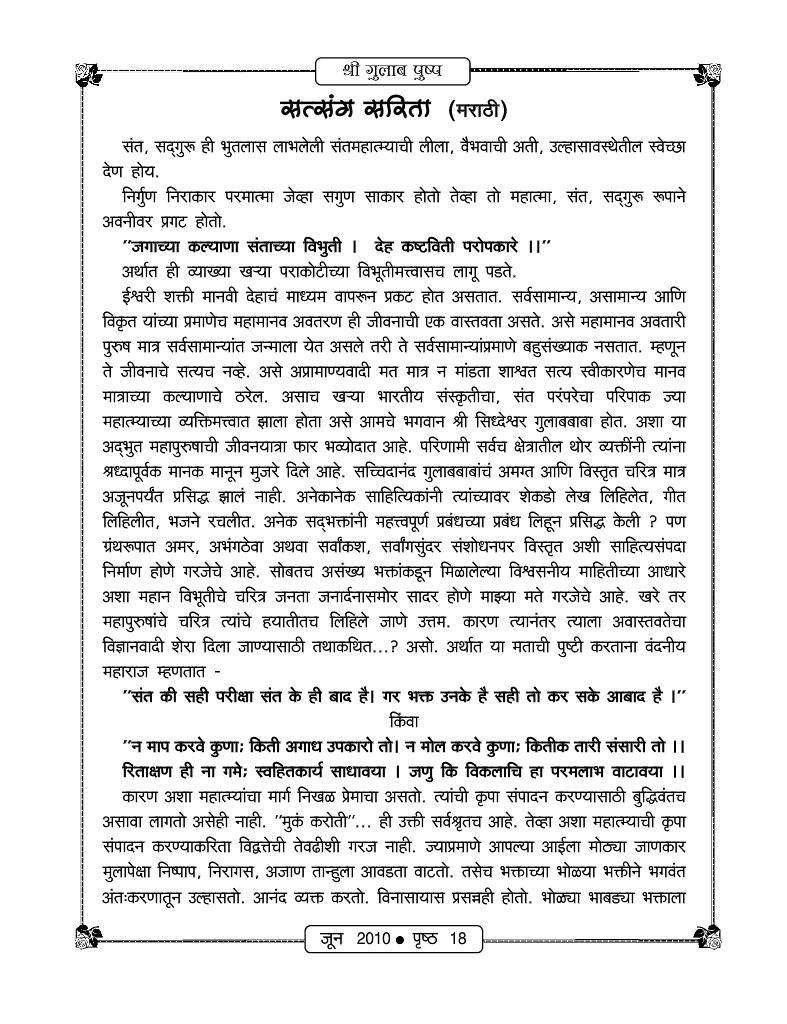 श्री गुलाब पुष्प
सत्संग सरिता (मराठी)
संत, सद्गुरू ही भुतलास लाभलेली संतमहात्म्याची लीला, वैभवाची अती, उल्हासावस्थेतील स्वेच्छा
देण होय.
निर्गुण निराकार परमात्मा जेव्हा सगुण साकार होतो तेव्हा तो महात्मा, संत, सद्गुरू रूपाने
अवनीवर प्रगट होतो.
"जगाच्या कल्याणा संताच्या विभुती । देह कष्टविती परोपकारे ।।"
अर्थात ही व्याख्या खऱ्या पराकोटीच्या विभूतीमत्त्वासच लागू पडते.
ईश्वरी शक्ती मानवी देहाचं माध्यम वापरून प्रकट होत असतात. सर्वसामान्य, असामान्य आणि
विकृत यांच्या प्रमाणेच महामानव अवतरण ही जीवनाची एक वास्तवता असते. असे महामानव अवतारी
पुरुष मात्र सर्वसामान्यांत जन्माला येत असले तरी ते सर्वसामान्यांप्रमाणे बहुसंख्याक नसतात. म्हणून
ते जीवनाचे सत्यच नव्हे. असे अप्रामाण्यवादी मत मात्र न मांडता शाश्वत सत्य स्वीकारणेच मानव
मात्राच्या कल्याणाचे ठरेल. असाच खऱ्या भारतीय संस्कृतीचा, संत परंपरेचा परिपाक ज्या
महात्म्याच्या व्यक्तिमत्त्वात झाला होता असे आमचे भगवान श्री सिध्देश्वर गुलाबबाबा होत. अशा या
अद्भुत महापुरुषाची जीवनयात्रा फार भव्योदात आहे. परिणामी सर्वच क्षेत्रातील थोर व्यक्तींनी त्यांना
श्रध्दापूर्वक मानक मानून मुजरे दिले आहे. सच्चिदानंद गुलाबबाबांचं अमग्त आणि विस्तृत चरित्र मात्र
अजूनपर्यंत प्रसिद्ध झालं नाही. अनेकानेक साहित्यिकांनी त्यांच्यावर शेकडो लेख लिहिलेत, गीत
लिहिलीत, भजने रचलीत. अनेक सद्भक्तांनी महत्त्वपूर्ण प्रबंधच्या प्रबंध लिहून प्रसिद्ध केली ? पण
ग्रंथरूपात अमर, अभंगठेवा अथवा सर्वांकश, सर्वांगसुंदर संशोधनपर विस्तृत अशी साहित्यसंपदा
निर्माण होणे गरजेचे आहे. सोबतच असंख्य भक्तांकडून मिळालेल्या विश्वसनीय माहितीच्या आधारे
अशा महान विभूतीचे चरित्र जनता जनार्दनासमोर सादर होणे माझ्या मते गरजेचे आहे. खरे तर
महापुरुषांचे चरित्र त्यांचे हयातीतच लिहिले जाणे उत्तम. कारण त्यानंतर त्याला अवास्तवतेचा
विज्ञानवादी शेरा दिला जाण्यासाठी तथाकथित...? असो. अर्थात या मताची पुष्टी करताना वंदनीय
महाराज म्हणतात -
"संत की सही परीक्षा संत के ही बाद है। गर भक्त उनके है सही तो कर सके आबाद है ।"
किंवा
"न माप करवे कुणा; किती अगाध उपकारो तो। न मोल करवे कुणा; कितीक तारी संसारी तो ।।
रिताक्षण ही ना गमे; स्वहितकार्य साधावया । जणु कि विकलाचि हा परमलाभ वाटावया ।।
कारण अशा महात्म्यांचा मार्ग निखळ प्रेमाचा असतो. त्यांची कृपा संपादन करण्यासाठी बुद्धिवंतच
असावा लागतो असेही नाही. "मुकं करोती"... ही उक्ती सर्वश्रृतच आहे. तेव्हा अशा महात्म्याची कृपा
संपादन करण्याकरिता विद्वत्तेची तेवढीशी गरज नाही. ज्याप्रमाणे आपल्या आईला मोठ्या जाणकार
मुलापेक्षा निष्पाप, निरागस, अजाण तान्हुला आवडता वाटतो. तसेच भक्ताच्या भोळया भक्तीने भगवंत
अंतःकरणातून उल्हासतो. आनंद व्यक्त करतो. विनासायास प्रसन्नही होतो. भोळ्या भाबड्या भक्ताला
जून 2010 ● पृष्ठ 18